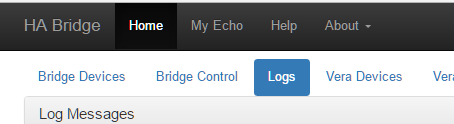 HA Bridge Home My Echo Help About
Bridge Devices Bridge Control Logs Vera Devices
Log Messages